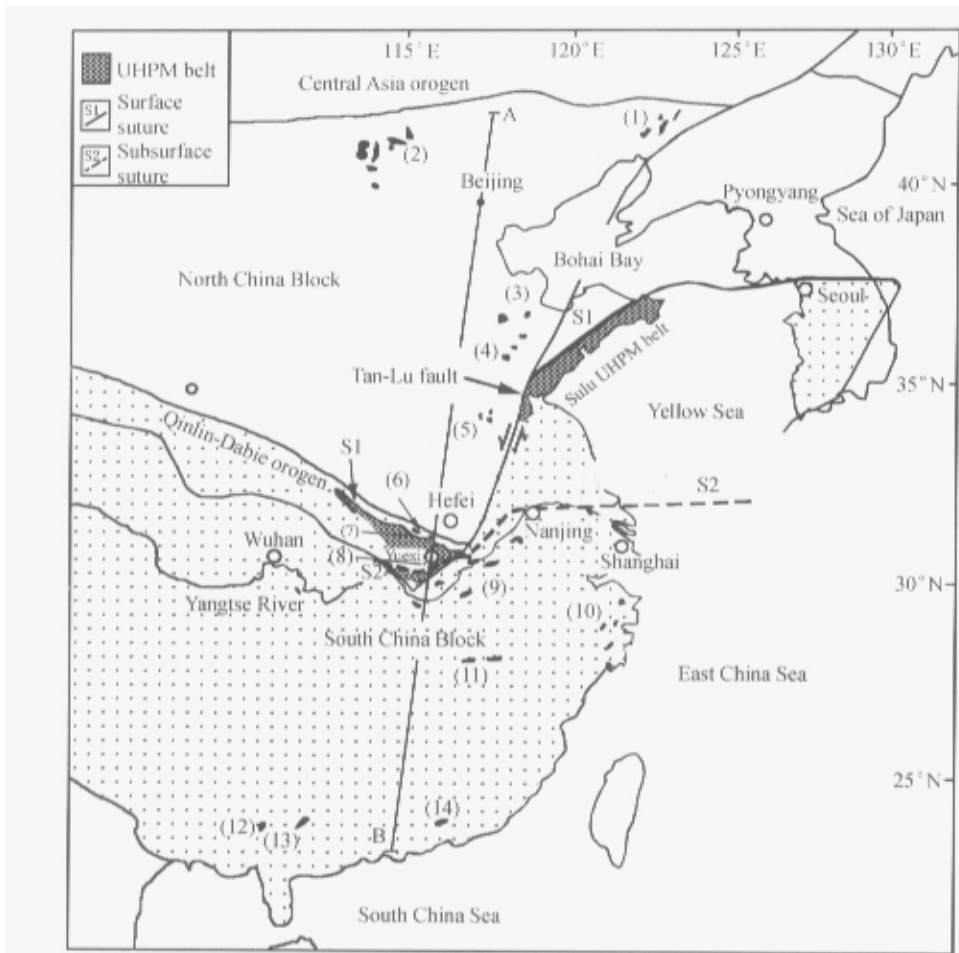 115°E 120°E 125°E 130°E
UHPM belt
S1 Surface suture
S2 Subsurface suture
Central Asia orogen
A
(1)
(2)
Beijing
40°N
Pyongyang
Sea of Japan
North China Block
Bohai Bay
(3)
Seoul
S1
(4)
Tan-Lu fault
Sulu UHPM belt
35°N
Yellow Sea
(5)
Qinlin-Dabie orogen
S1
(6)
Hefei
S2
(7)
Wuhan
Nanjing
(8)
Yuexi
Shanghai
S2
30°N
(9)
Yangtse River
(10)
South China Block
(11)
East China Sea
25°N
(14)
(12)
(13)
B
South China Sea